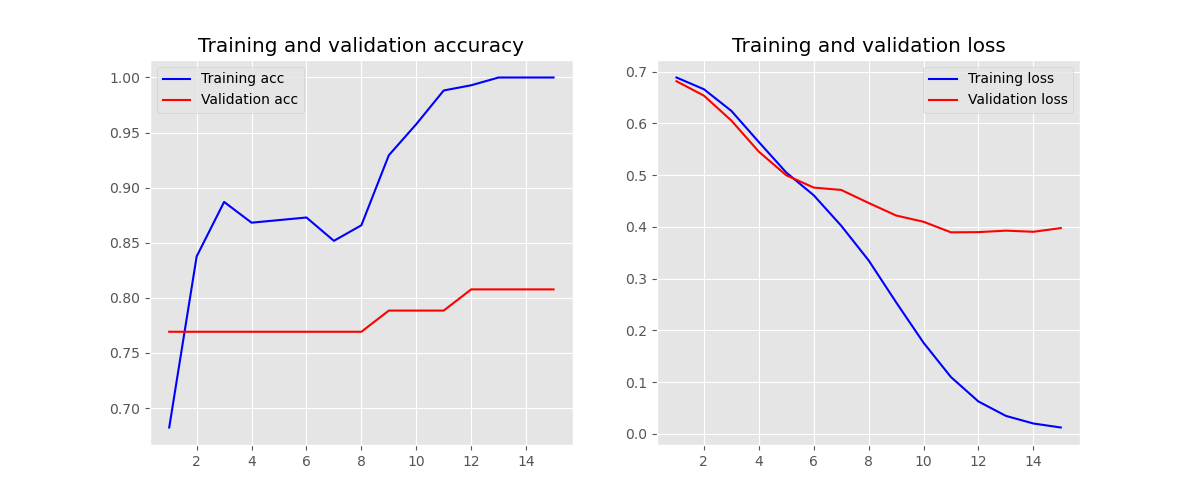 Training and validation accuracy
Training acc
Validation acc
1.00
0.95
0.90
0.85
0.80
0.75
0.70
2 4 6 8 10 12 14
Training and validation loss
Training loss
Validation loss
0.7
0.6
0.5
0.4
0.3
0.2
0.1
0.0
2 4 6 8 10 12 14